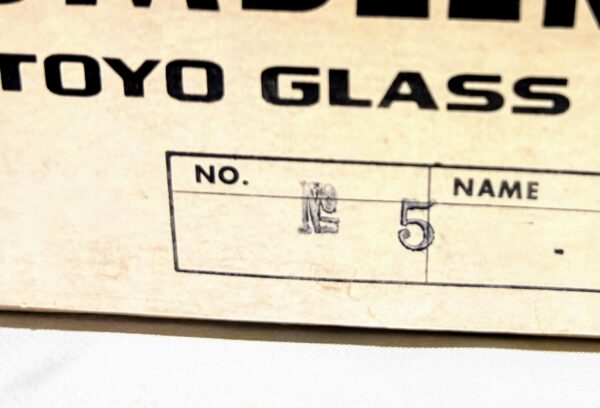 TOYO GLASS
NO. NAME
№ 5 -